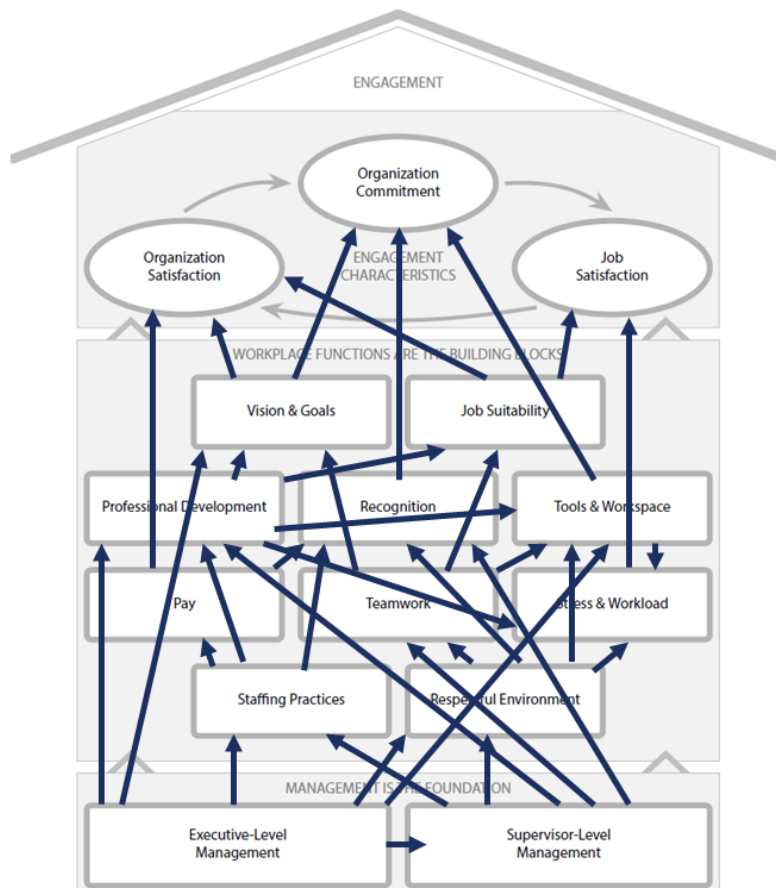 ENGAGEMENT
Organization
Commitment
Organization
Satisfaction
ENGAGEMENT
CHARACTERISTICS
Job
Satisfaction
WORKPLACE FUNCTIONS ARE THE BUILDING BLOCKS
Vision & Goals
Job Suitability
Professional Development
Recognition
Tools & Workspace
Pay
Teamwork
Stress & Workload
Staffing Practices
Respectful Environment
MANAGEMENT IS THE FOUNDATION
Executive-Level
Management
Supervisor-Level
Management